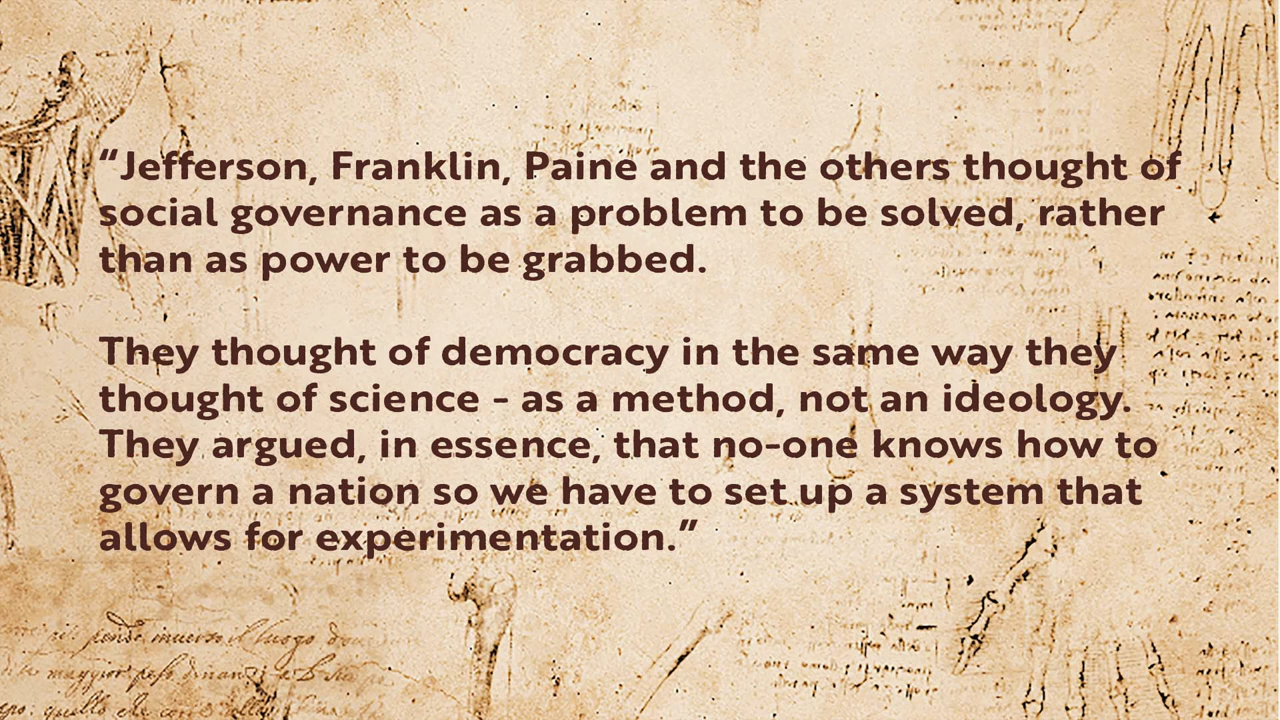 “Jefferson, Franklin, Paine and the others thought of
social governance as a problem to be solved, rather
than as power to be grabbed.
They thought of democracy in the same way they
thought of science - as a method, not an ideology.
They argued, in essence, that no-one knows how to
govern a nation so we have to set up a system that
allows for experimentation.”